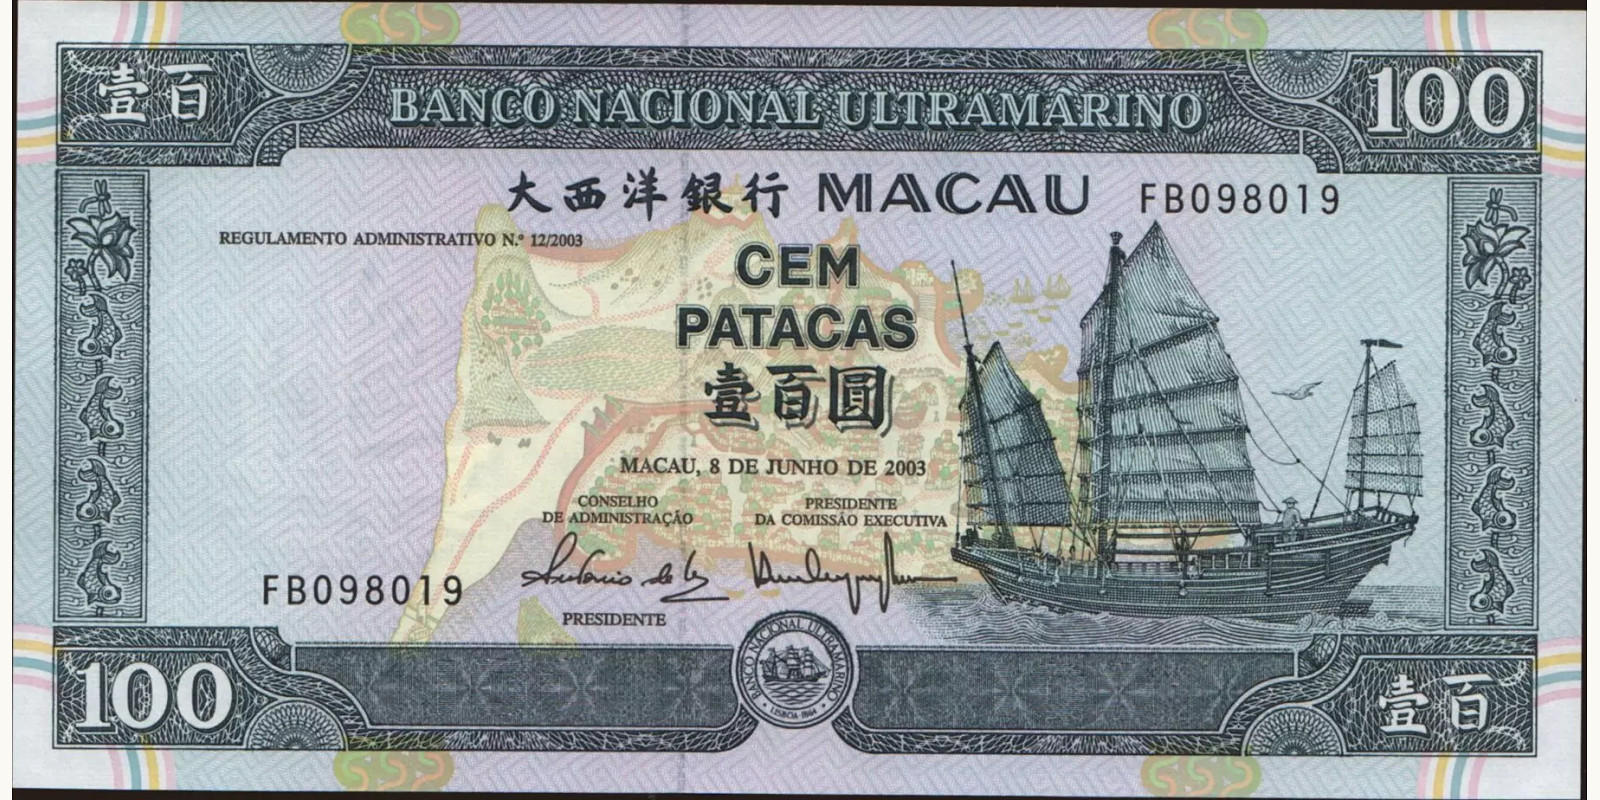 壹百
BANCO NACIONAL ULTRAMARINO
100
大西洋銀行 MACAU FB098019
REGULAMENTO ADMINISTRATIVO N.º 12/2003
CEM
PATACAS
壹百圓
MACAU, 8 DE JUNHO DE 2003
CONSELHO
DE ADMINISTRAÇÃO
PRESIDENTE
DA COMISSÃO EXECUTIVA
FB098019
PRESIDENTE
100
BANCO NACIONAL ULTRAMARINO
LISBOA-1864
壹百